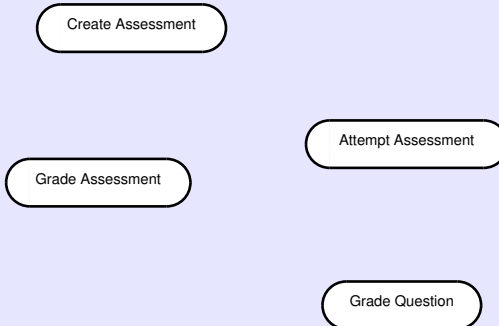 Create Assessment
Attempt Assessment
Grade Assessment
Grade Question